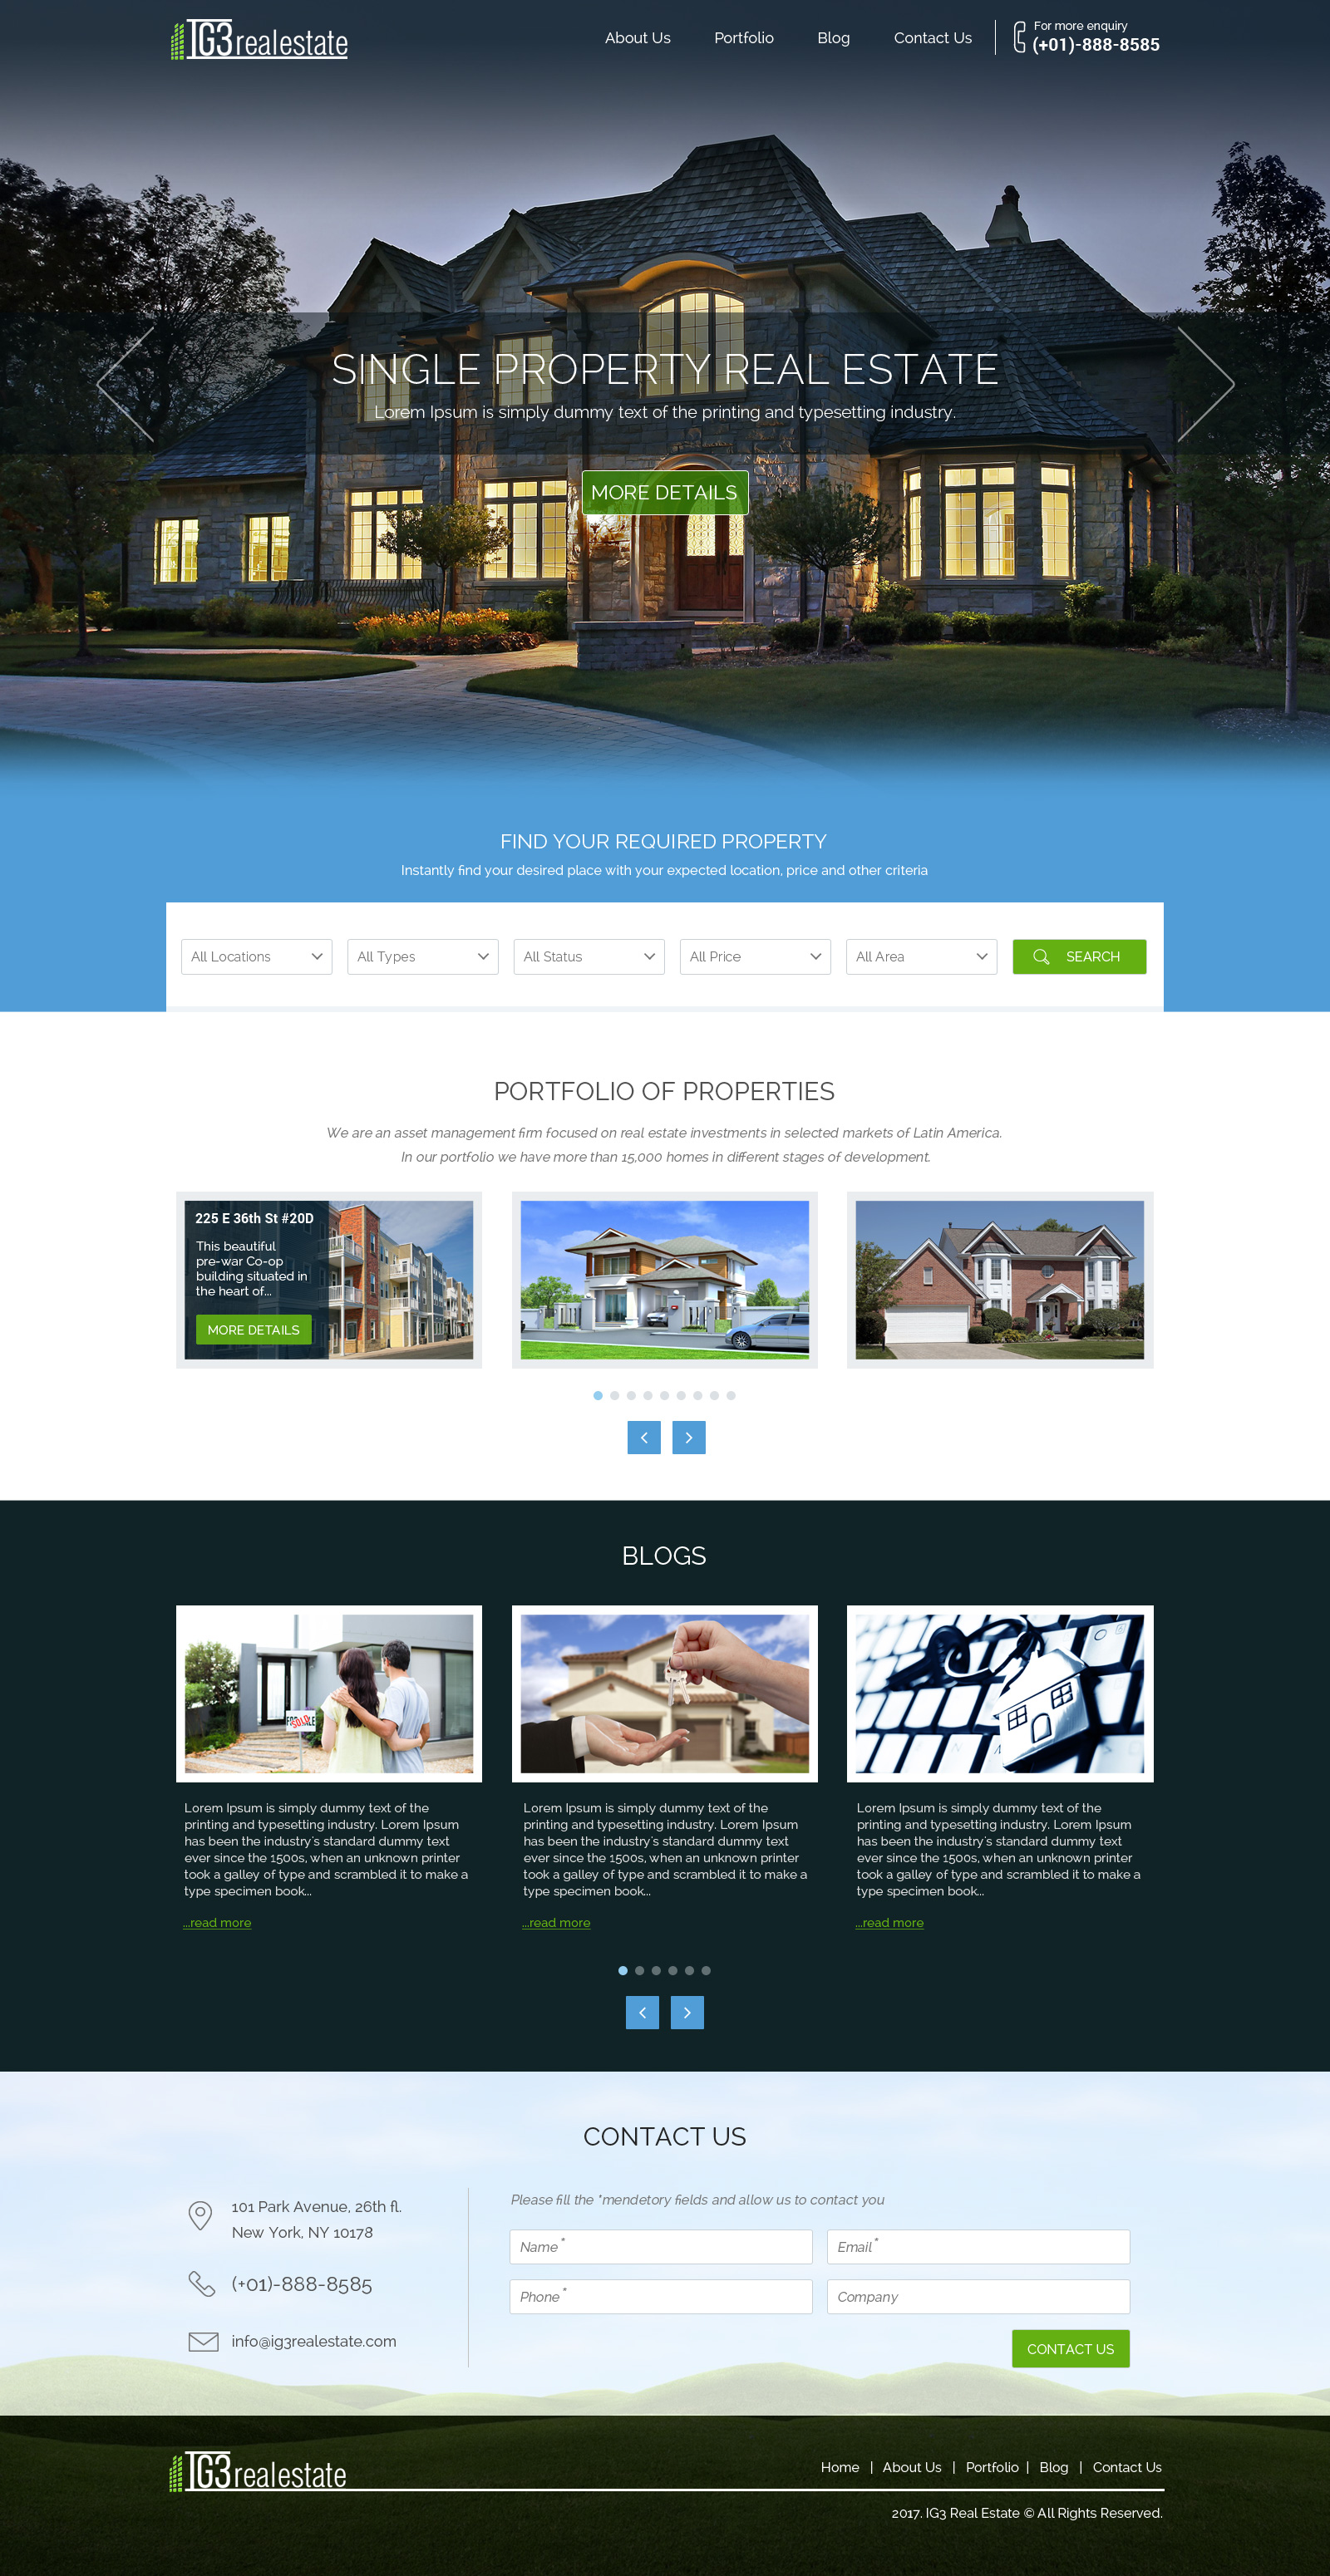 IG3realestate
About Us
Portfolio
Blog
Contact Us
For more enquiry
(+01)-888-8585
SINGLE PROPERTY REAL ESTATE
Lorem Ipsum is simply dummy text of the printing and typesetting industry.
MORE DETAILS
FIND YOUR REQUIRED PROPERTY
Instantly find your desired place with your expected location, price and other criteria
All Locations
All Types
All Status
All Price
All Area
SEARCH
PORTFOLIO OF PROPERTIES
We are an asset management firm focused on real estate investments in selected markets of Latin America.
In our portfolio we have more than 15,000 homes in different stages of development.
225 E 36th St #20D
This beautiful
pre-war Co-op
building situated in
the heart of...
MORE DETAILS
BLOGS
SOLD
Lorem Ipsum is simply dummy text of the
printing and typesetting industry. Lorem Ipsum
has been the industry's standard dummy text
ever since the 1500s, when an unknown printer
took a galley of type and scrambled it to make a
type specimen book...
...read more
Lorem Ipsum is simply dummy text of the
printing and typesetting industry. Lorem Ipsum
has been the industry's standard dummy text
ever since the 1500s, when an unknown printer
took a galley of type and scrambled it to make a
type specimen book...
...read more
Lorem Ipsum is simply dummy text of the
printing and typesetting industry. Lorem Ipsum
has been the industry's standard dummy text
ever since the 1500s, when an unknown printer
took a galley of type and scrambled it to make a
type specimen book...
...read more
CONTACT US
101 Park Avenue, 26th fl.
New York, NY 10178
(+01)-888-8585
info@ig3realestate.com
Please fill the *mendetory fields and allow us to contact you
Name*
Email*
Phone*
Company
CONTACT US
IG3realestate
Home | About Us | Portfolio | Blog | Contact Us
2017. IG3 Real Estate © All Rights Reserved.